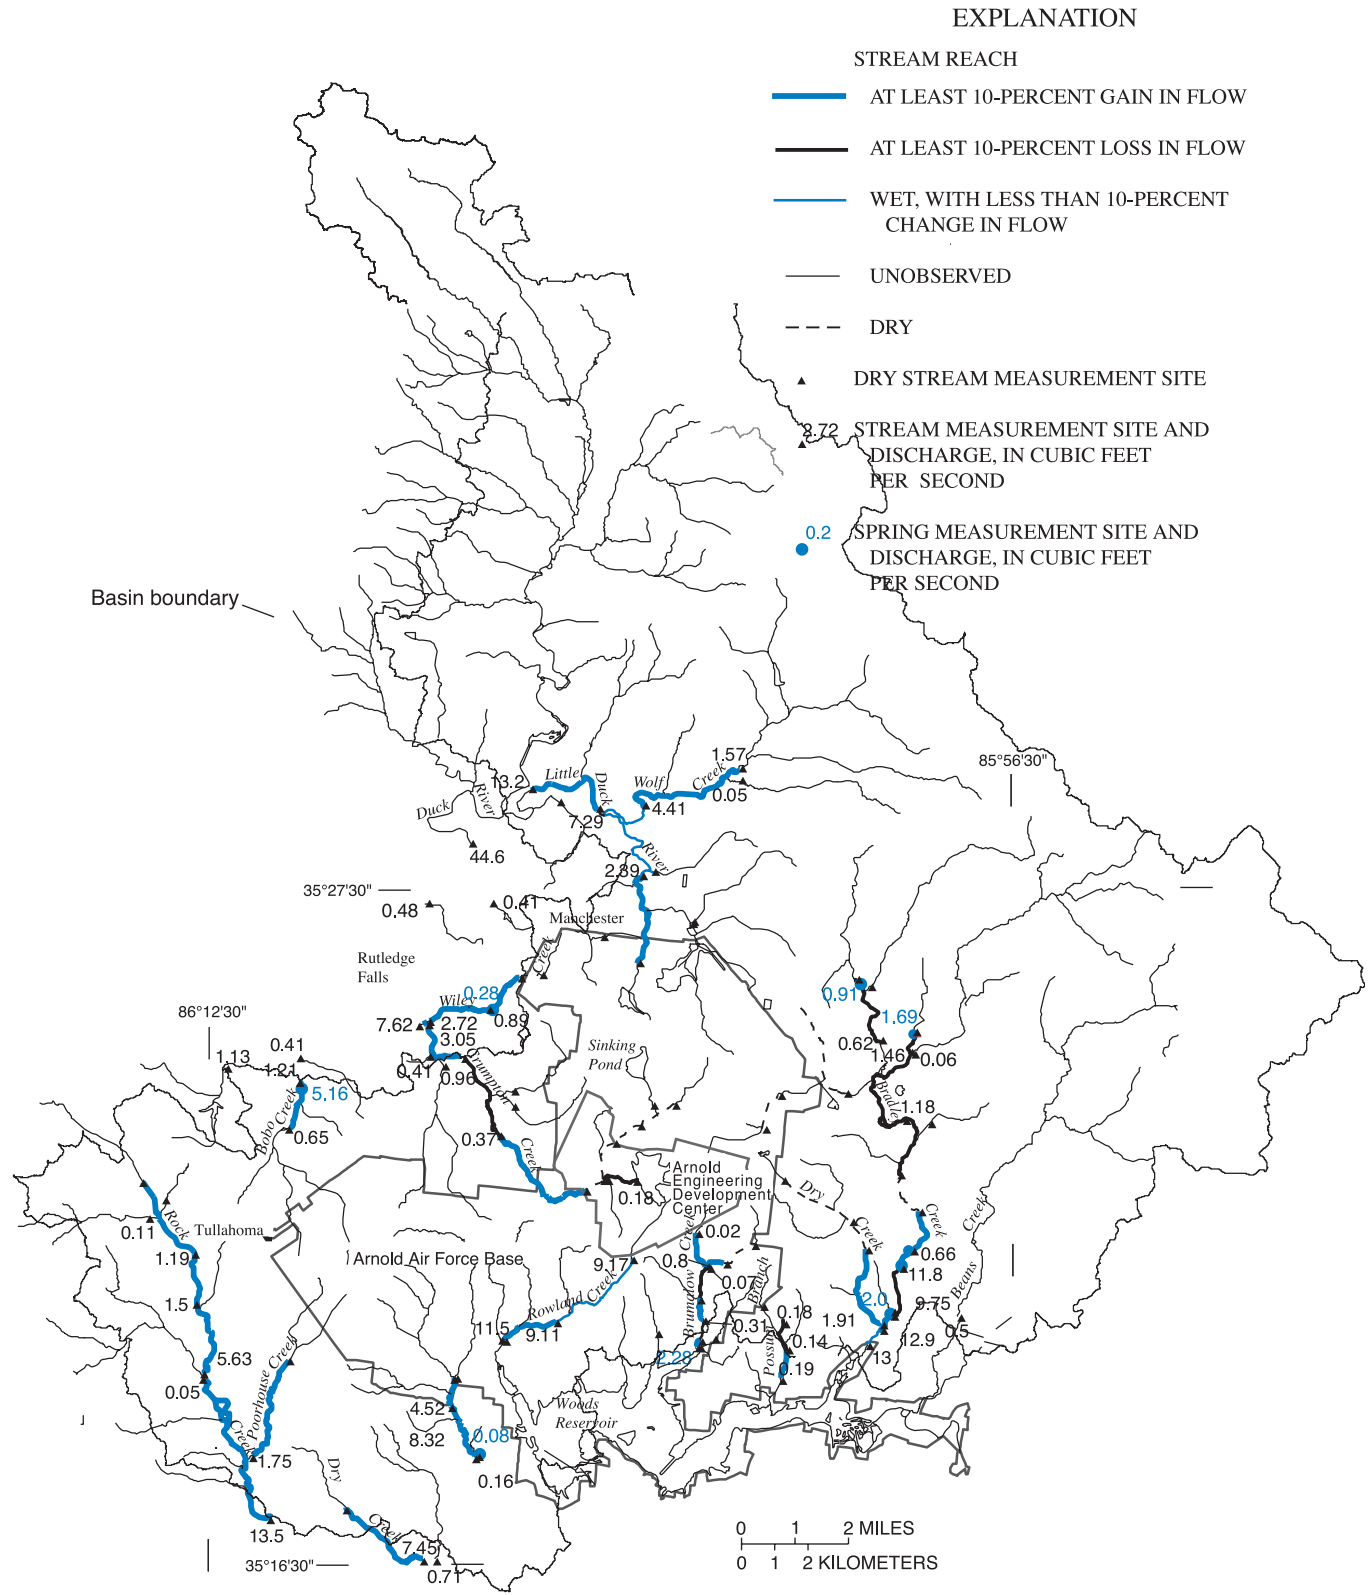 EXPLANATION
STREAM REACH
AT LEAST 10-PERCENT GAIN IN FLOW
AT LEAST 10-PERCENT LOSS IN FLOW
WET, WITH LESS THAN 10-PERCENT
CHANGE IN FLOW
UNOBSERVED
DRY
DRY STREAM MEASUREMENT SITE
2.72
STREAM MEASUREMENT SITE AND
DISCHARGE, IN CUBIC FEET
PER SECOND
0.2
SPRING MEASUREMENT SITE AND
DISCHARGE, IN CUBIC FEET
PER SECOND
Basin boundary
1.57
85°56'30"
13.2
Little
Duck
River
Wolf
Creek
0.05
4.41
7.29
Duck
River
44.6
2.39
35°27'30"
0.48
0.41
Manchester
Rutledge
Falls
Creek
Wiley
0.28
0.89
0.91
86°12'30"
7.62
2.72
3.05
1.69
0.62
1.46
0.06
0.41
1.13
1.21
5.16
0.41
0.96
Crumpton
Creek
Sinking
Pond
Bradley
Creek
1.18
Bobo
Creek
0.65
0.37
Arnold
Engineering
Development
Center
0.18
Dry
Creek
Rock
Creek
0.11
Tullahoma
1.19
Arnold Air Force Base
9.17
0.02
0.8
0.07
Brumalow
Creek
Branch
Possum
0.66
11.8
Beans
Creek
1.5
Rowland Creek
11.5
9.11
0.31
0.18
0.14
0.19
2.0
1.91
9.75
12.9
13
0.5
2.28
5.63
0.05
Poorhouse Creek
4.52
8.32
0.08
0.16
Woods
Reservoir
1.75
Dry
Creek
13.5
7.45
0.71
35°16'30"
0 1 2 MILES
0 1 2 KILOMETERS